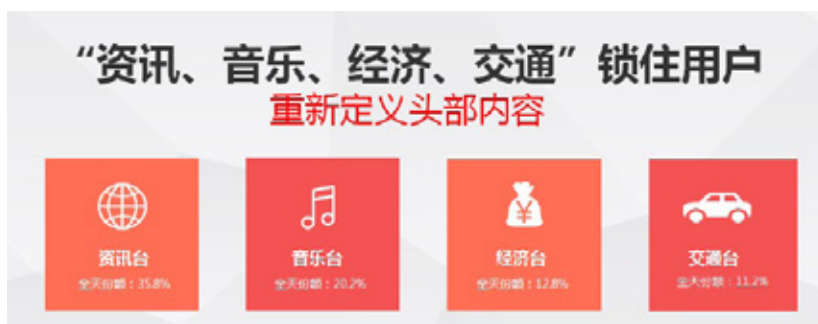 “资讯、音乐、经济、交通”锁住用户
重新定义头部内容
资讯台
全天份额：35.8%
音乐台
全天份额：20.2%
¥
经济台
全天份额：12.8%
交通台
全天份额：11.2%